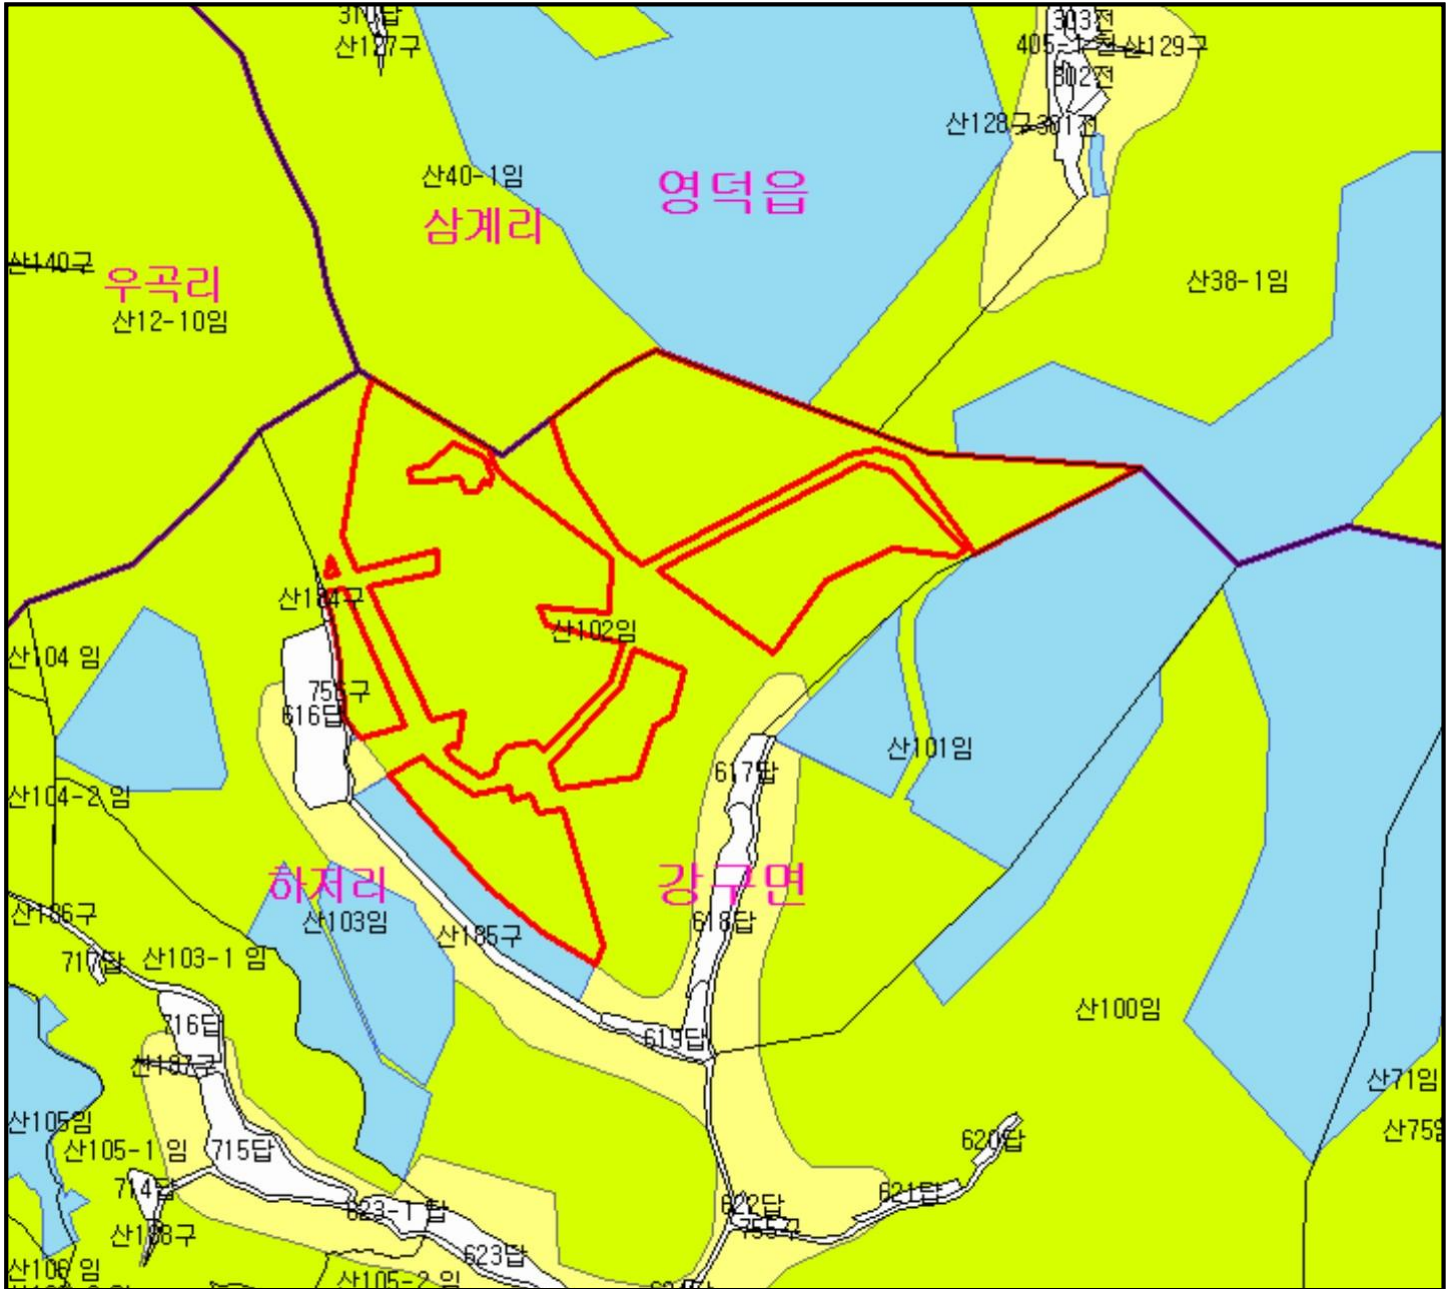 산127구
303전
산129구
302전
산128구
301전
산40-1임
영덕읍
삼계리
산140구
우곡리
산12-10임
산38-1임
산184구
산102임
산104 임
755구
616답
산101임
617답
산104-2 임
하저리
강구면
산186구
산103임
산185구
618답
717답
산103-1 임
산100임
716답
619답
산187구
산71임
산105임
산75임
산105-1 임
715답
620답
714답
621답
622답
623-1 답
755구
산188구
623답
산106 임
산105-2 임